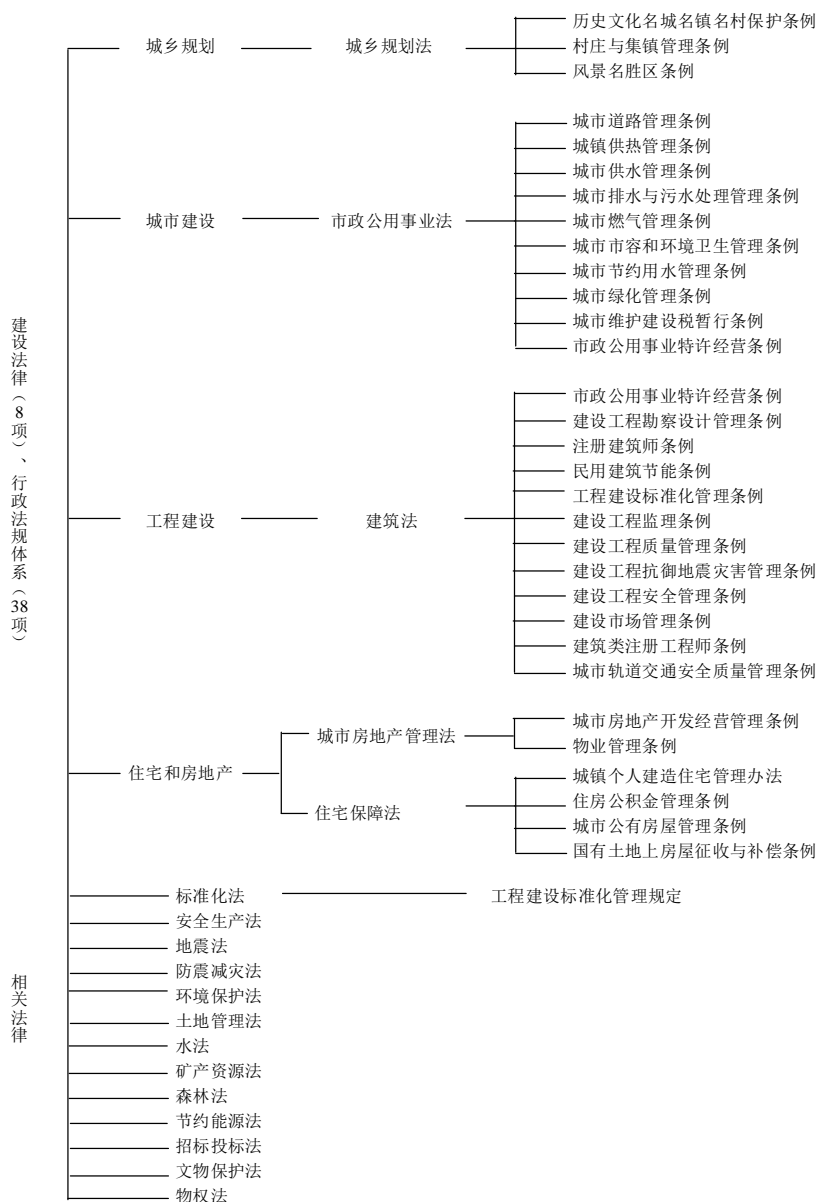 建设法律（8项）、行政法规体系（38项）
城乡规划
城乡规划法
历史文化名城名镇名村保护条例
村庄与集镇管理条例
风景名胜区条例
城市建设
市政公用事业法
城市道路管理条例
城镇供热管理条例
城市供水管理条例
城市排水与污水处理管理条例
城市燃气管理条例
城市市容和环境卫生管理条例
城市节约用水管理条例
城市绿化管理条例
城市维护建设税暂行条例
市政公用事业特许经营条例
工程建设
建筑法
市政公用事业特许经营条例
建设工程勘察设计管理条例
注册建筑师条例
民用建筑节能条例
工程建设标准化管理条例
建设工程监理条例
建设工程质量管理条例
建设工程抗御地震灾害管理条例
建设工程安全管理条例
建设市场管理条例
建筑类注册工程师条例
城市轨道交通安全质量管理条例
住宅和房地产
城市房地产管理法
城市房地产开发经营管理条例
物业管理条例
住宅保障法
城镇个人建造住宅管理办法
住房公积金管理条例
城市公有房屋管理条例
国有土地上房屋征收与补偿条例
相关法律
标准化法
工程建设标准化管理规定
安全生产法
地震法
防震减灾法
环境保护法
土地管理法
水法
矿产资源法
森林法
节约能源法
招标投标法
文物保护法
物权法